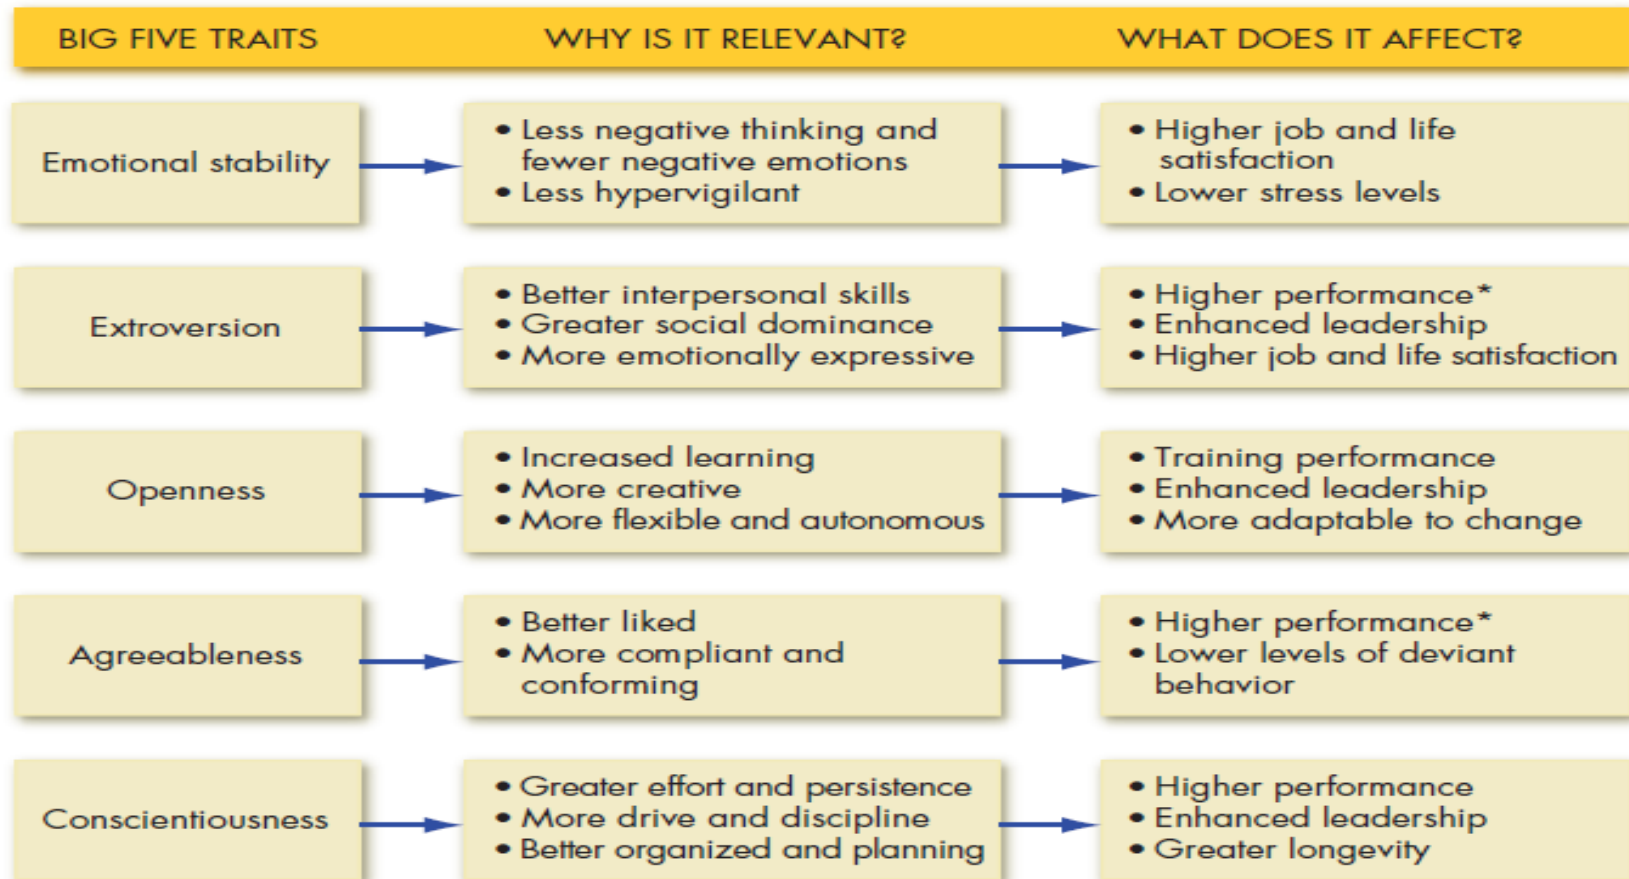 BIG FIVE TRAITS WHY IS IT RELEVANT? WHAT DOES IT AFFECT?
Emotional stability
• Less negative thinking and
fewer negative emotions
• Less hypervigilant
• Higher job and life
satisfaction
• Lower stress levels
Extroversion
• Better interpersonal skills
• Greater social dominance
• More emotionally expressive
• Higher performance*
• Enhanced leadership
• Higher job and life satisfaction
Openness
• Increased learning
• More creative
• More flexible and autonomous
• Training performance
• Enhanced leadership
• More adaptable to change
Agreeableness
• Better liked
• More compliant and
conforming
• Higher performance*
• Lower levels of deviant
behavior
Conscientiousness
• Greater effort and persistence
• More drive and discipline
• Better organized and planning
• Higher performance
• Enhanced leadership
• Greater longevity